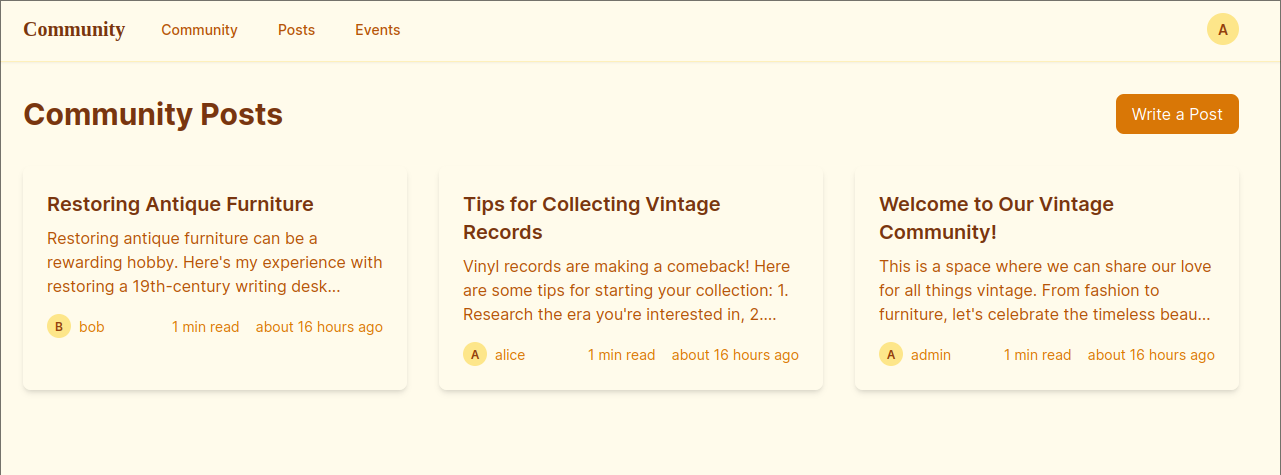 Community Community Posts Events A
Community Posts Write a Post
Restoring Antique Furniture
Restoring antique furniture can be a
rewarding hobby. Here's my experience with
restoring a 19th-century writing desk...
B bob 1 min read about 16 hours ago
Tips for Collecting Vintage
Records
Vinyl records are making a comeback! Here
are some tips for starting your collection: 1.
Research the era you're interested in, 2....
A alice 1 min read about 16 hours ago
Welcome to Our Vintage
Community!
This is a space where we can share our love
for all things vintage. From fashion to
furniture, let's celebrate the timeless beau...
A admin 1 min read about 16 hours ago